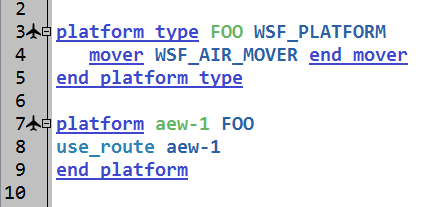 2
3 platform_type FOO WSF_PLATFORM
4 mover WSF_AIR_MOVER end_mover
5 end_platform_type
6
7 platform aew-1 FOO
8 use_route aew-1
9 end_platform
10